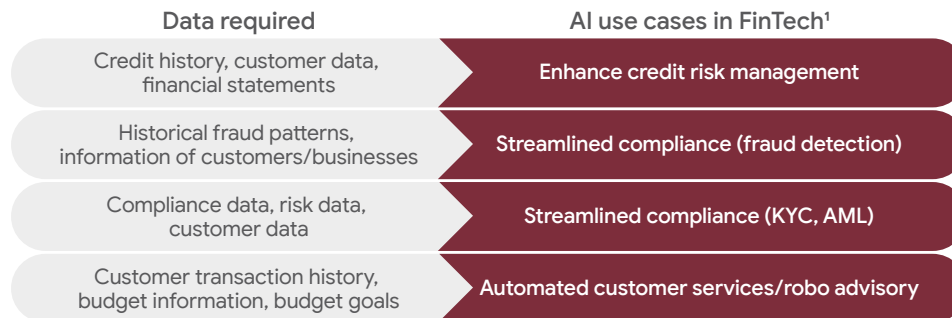 Data required
AI use cases in FinTech¹
Credit history, customer data,
financial statements
Enhance credit risk management
Historical fraud patterns,
information of customers/businesses
Streamlined compliance (fraud detection)
Compliance data, risk data,
customer data
Streamlined compliance (KYC, AML)
Customer transaction history,
budget information, budget goals
Automated customer services/robo advisory